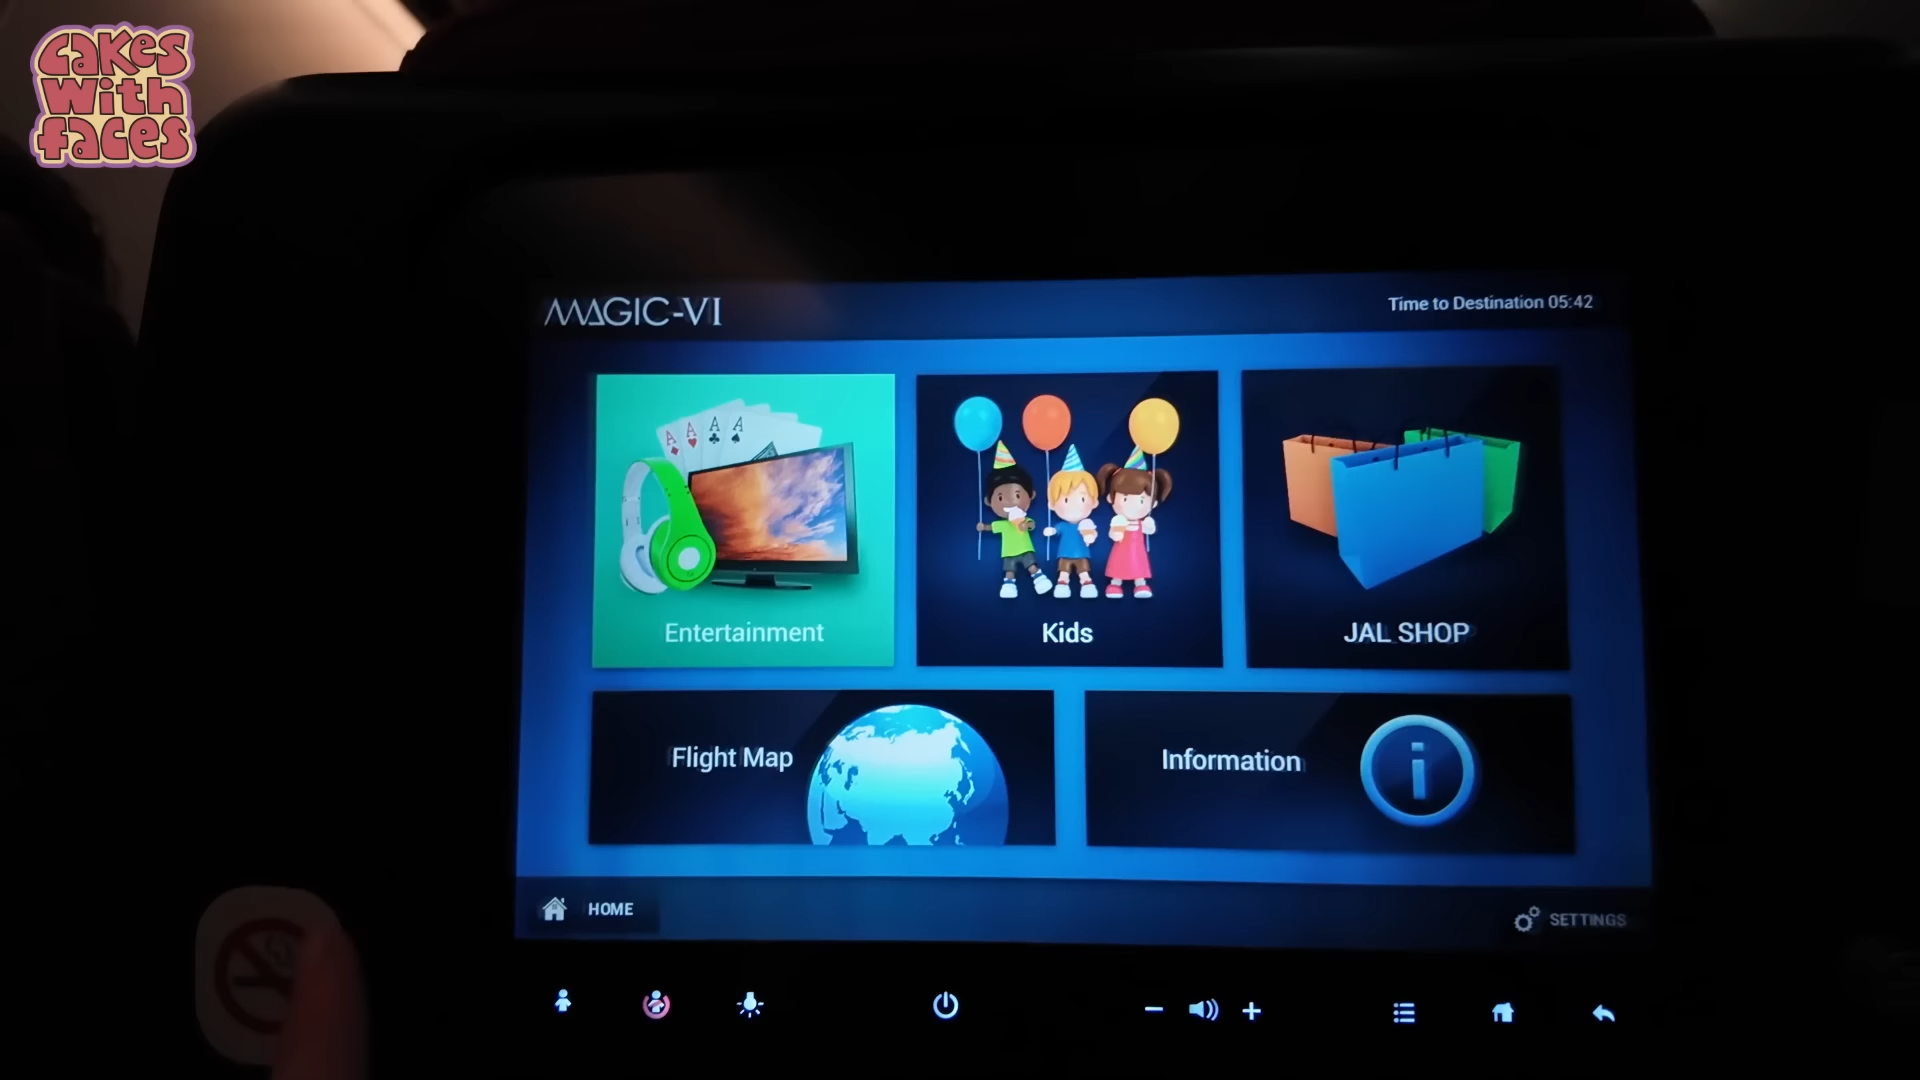 Cakes
With
faces
MAGIC-VI
Time to Destination 05:42
A A A A
Entertainment
Kids
JAL SHOP
Flight Map
Information
i
HOME
SETTINGS